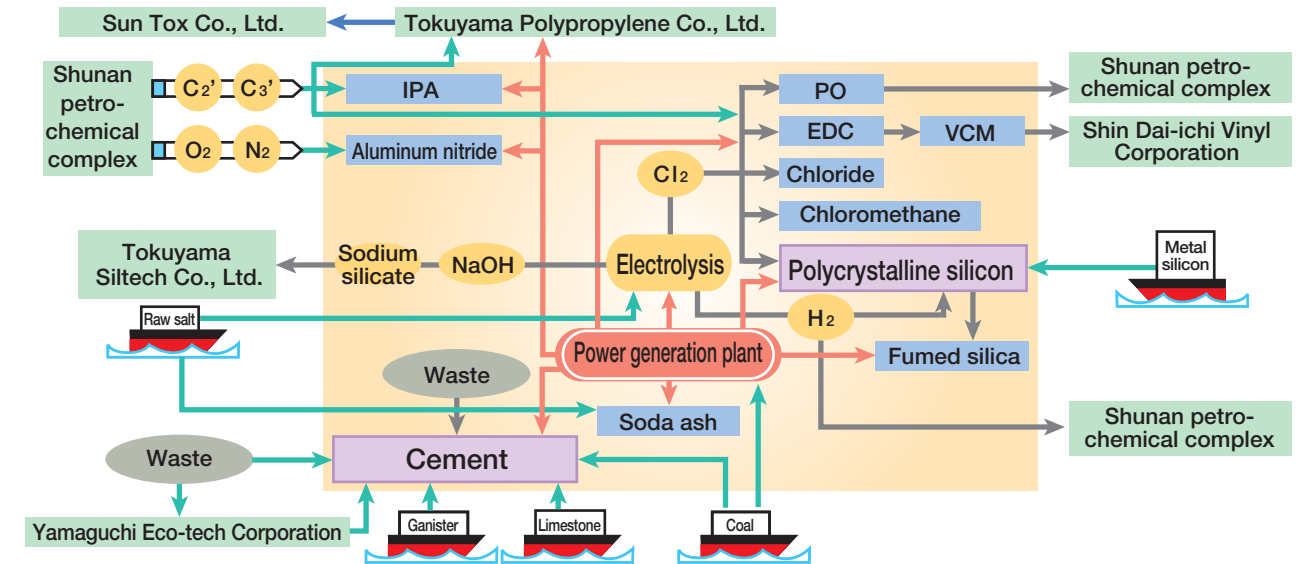 Sun Tox Co., Ltd.
Tokuyama Polypropylene Co., Ltd.
Shunan
petro-
chemical
complex
C2'
C3'
IPA
O2
N2
Aluminum nitride
PO
Shunan petro-
chemical complex
EDC
VCM
Shin Dai-ichi Vinyl
Corporation
Cl2
Chloride
Chloromethane
Tokuyama
Siltech Co., Ltd.
Sodium
silicate
NaOH
Electrolysis
Polycrystalline silicon
Metal
silicon
Raw salt
H2
Power generation plant
Fumed silica
Waste
Soda ash
Shunan petro-
chemical complex
Waste
Cement
Yamaguchi Eco-tech Corporation
Ganister
Limestone
Coal